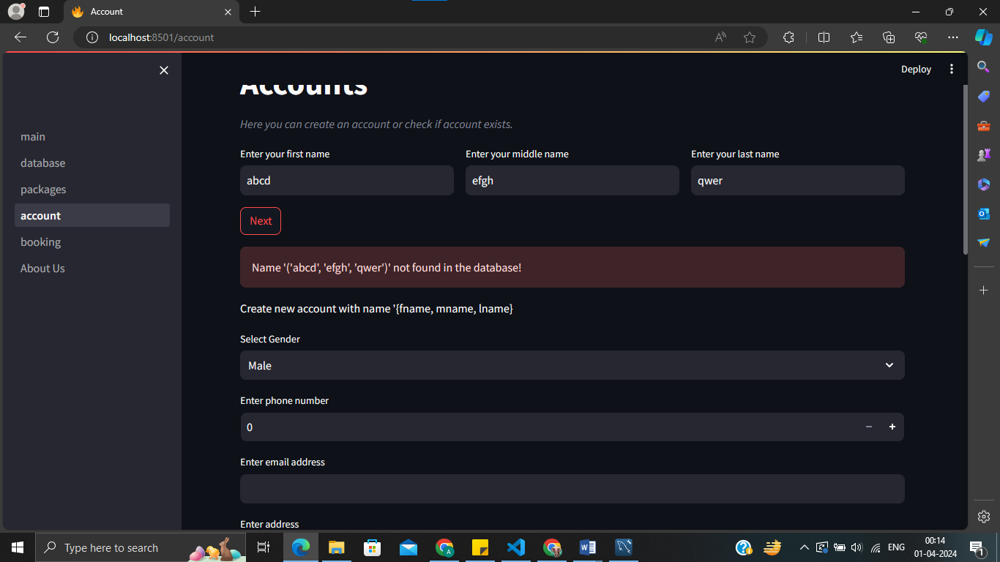 Account
localhost:8501/account
Deploy
main
database
packages
account
booking
About Us
Accounts
Here you can create an account or check if account exists.
Enter your first name
Enter your middle name
Enter your last name
abcd
efgh
qwer
Next
Name '('abcd', 'efgh', 'qwer')' not found in the database!
Create new account with name '{fname, mname, lname}
Select Gender
Male
Enter phone number
0
Enter email address
Enter address
Type here to search
ENG
00:14
01-04-2024
1